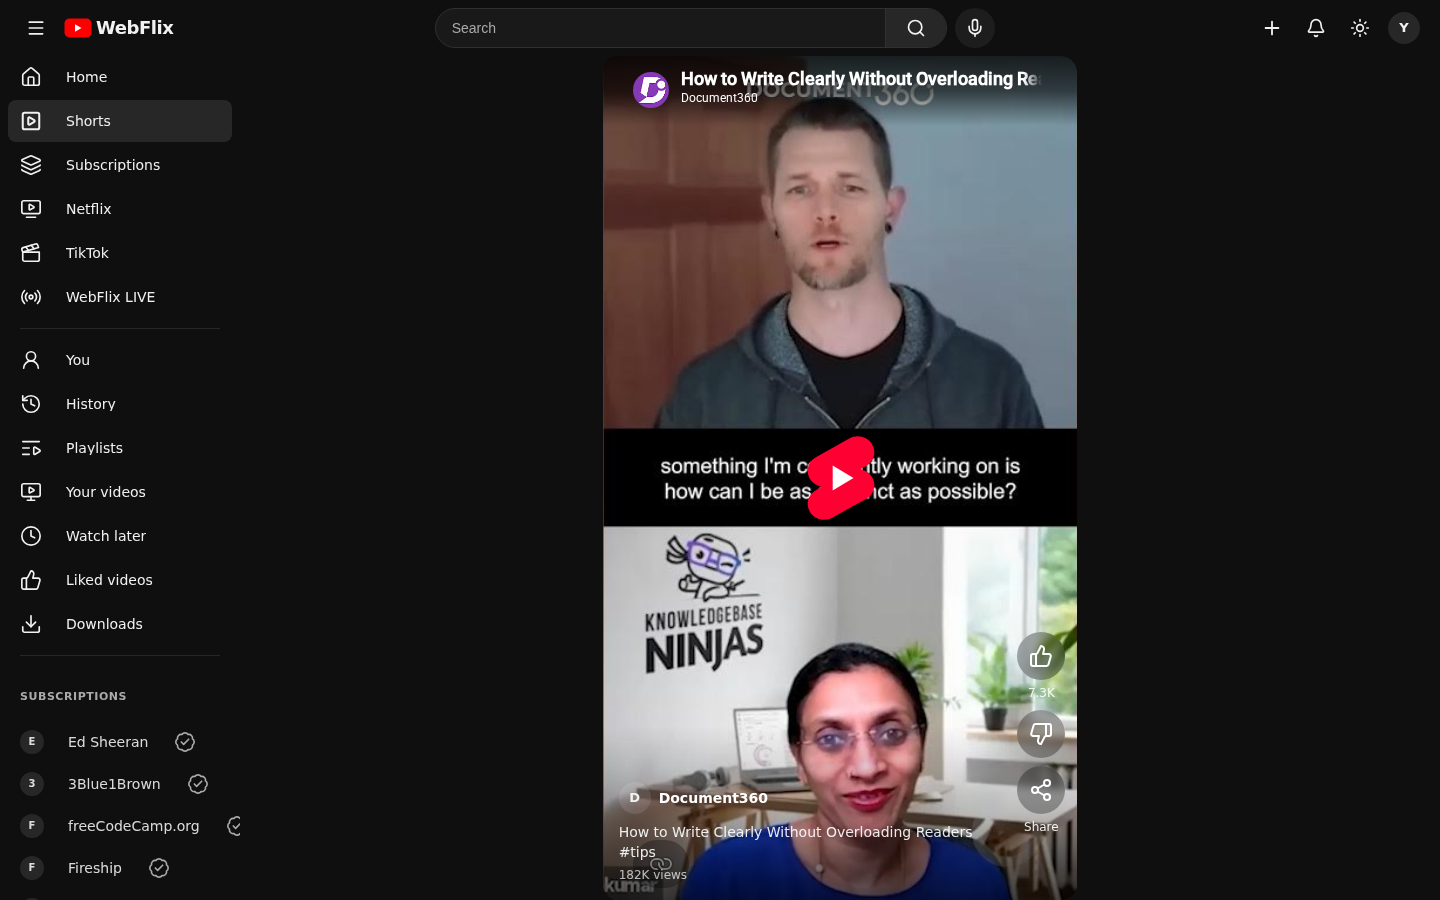 WebFlix
Search
Y
Home
Shorts
Subscriptions
Netflix
TikTok
WebFlix LIVE
You
History
Playlists
Your videos
Watch later
Liked videos
Downloads
SUBSCRIPTIONS
E Ed Sheeran
3 3Blue1Brown
F freeCodeCamp.org
F Fireship
How to Write Clearly Without Overloading Rea
Document360
DOCUMENT360
something I'm working on is
how can I be as as possible?
KNOWLEDGEBASE
NINJAS
7.3K
Share
D Document360
How to Write Clearly Without Overloading Readers
#tips
182K views
kumar